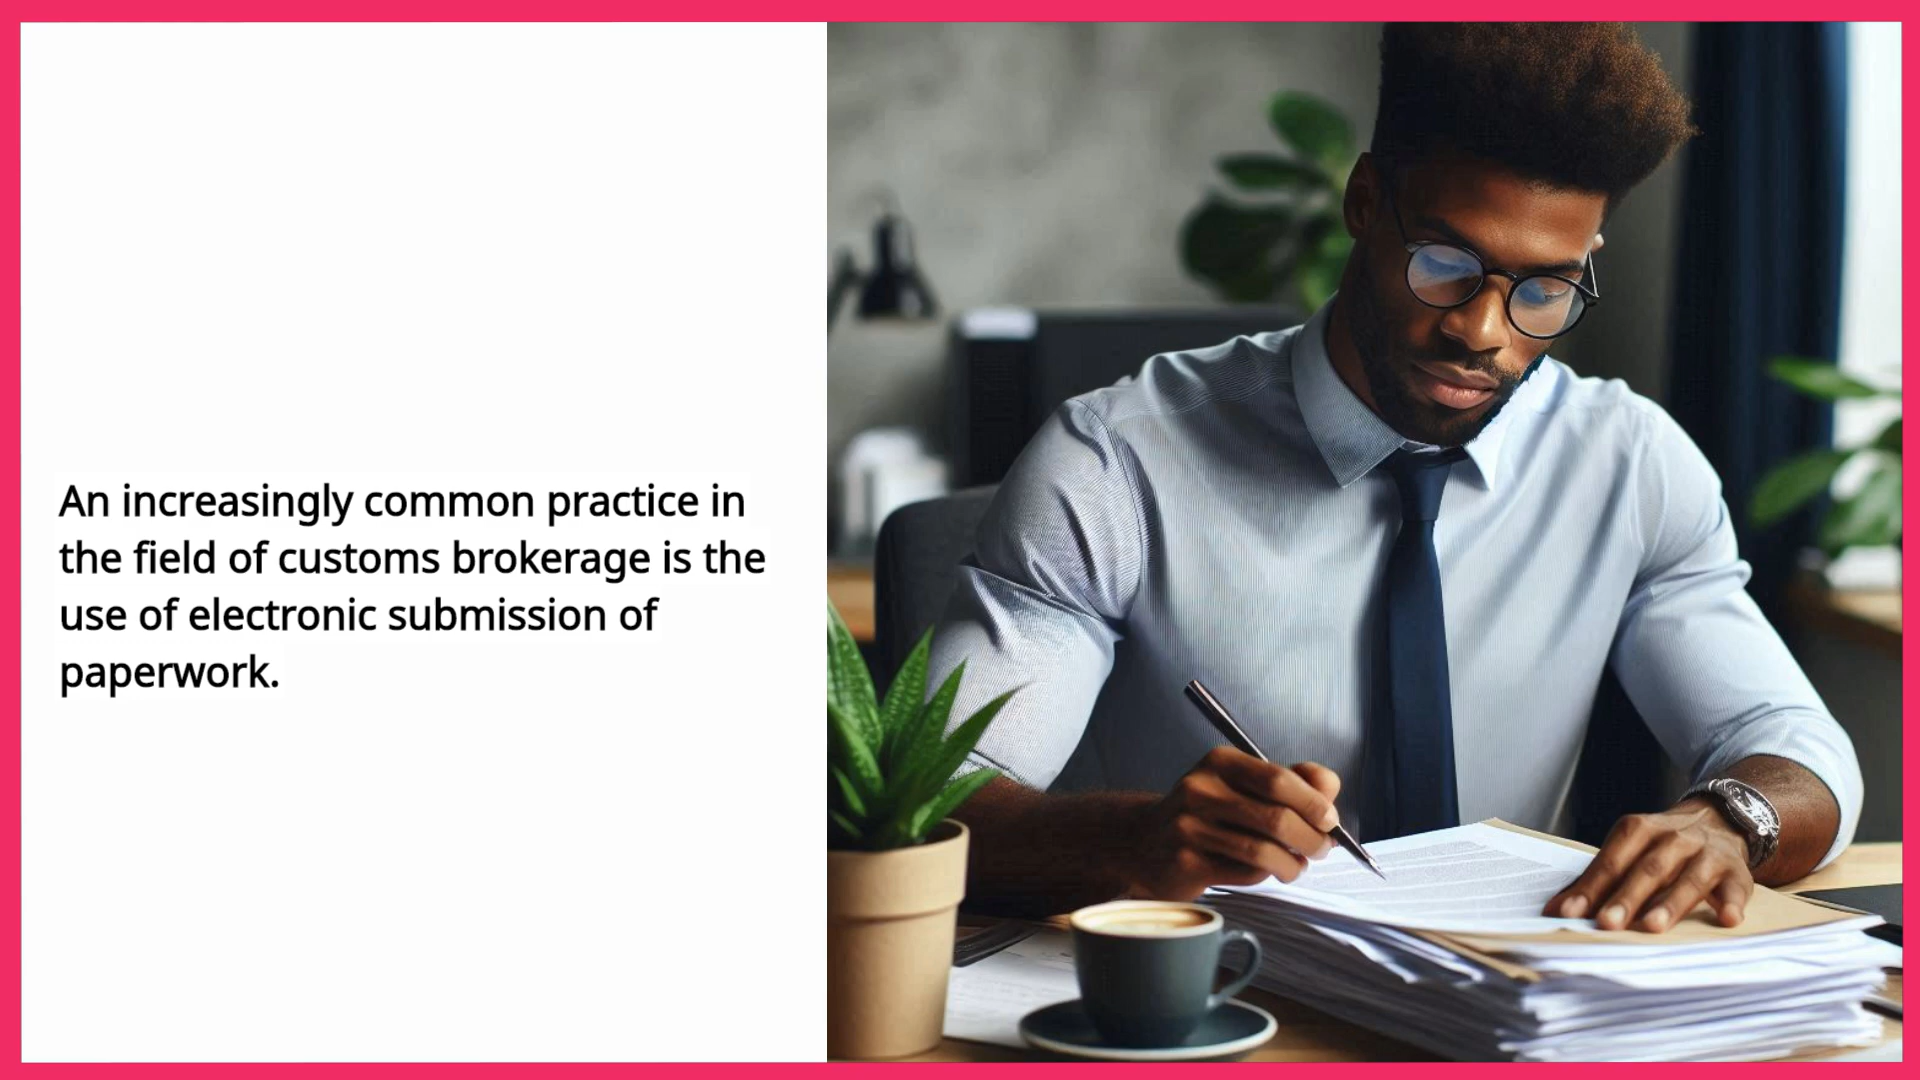 An increasingly common practice in
the field of customs brokerage is the
use of electronic submission of
paperwork.